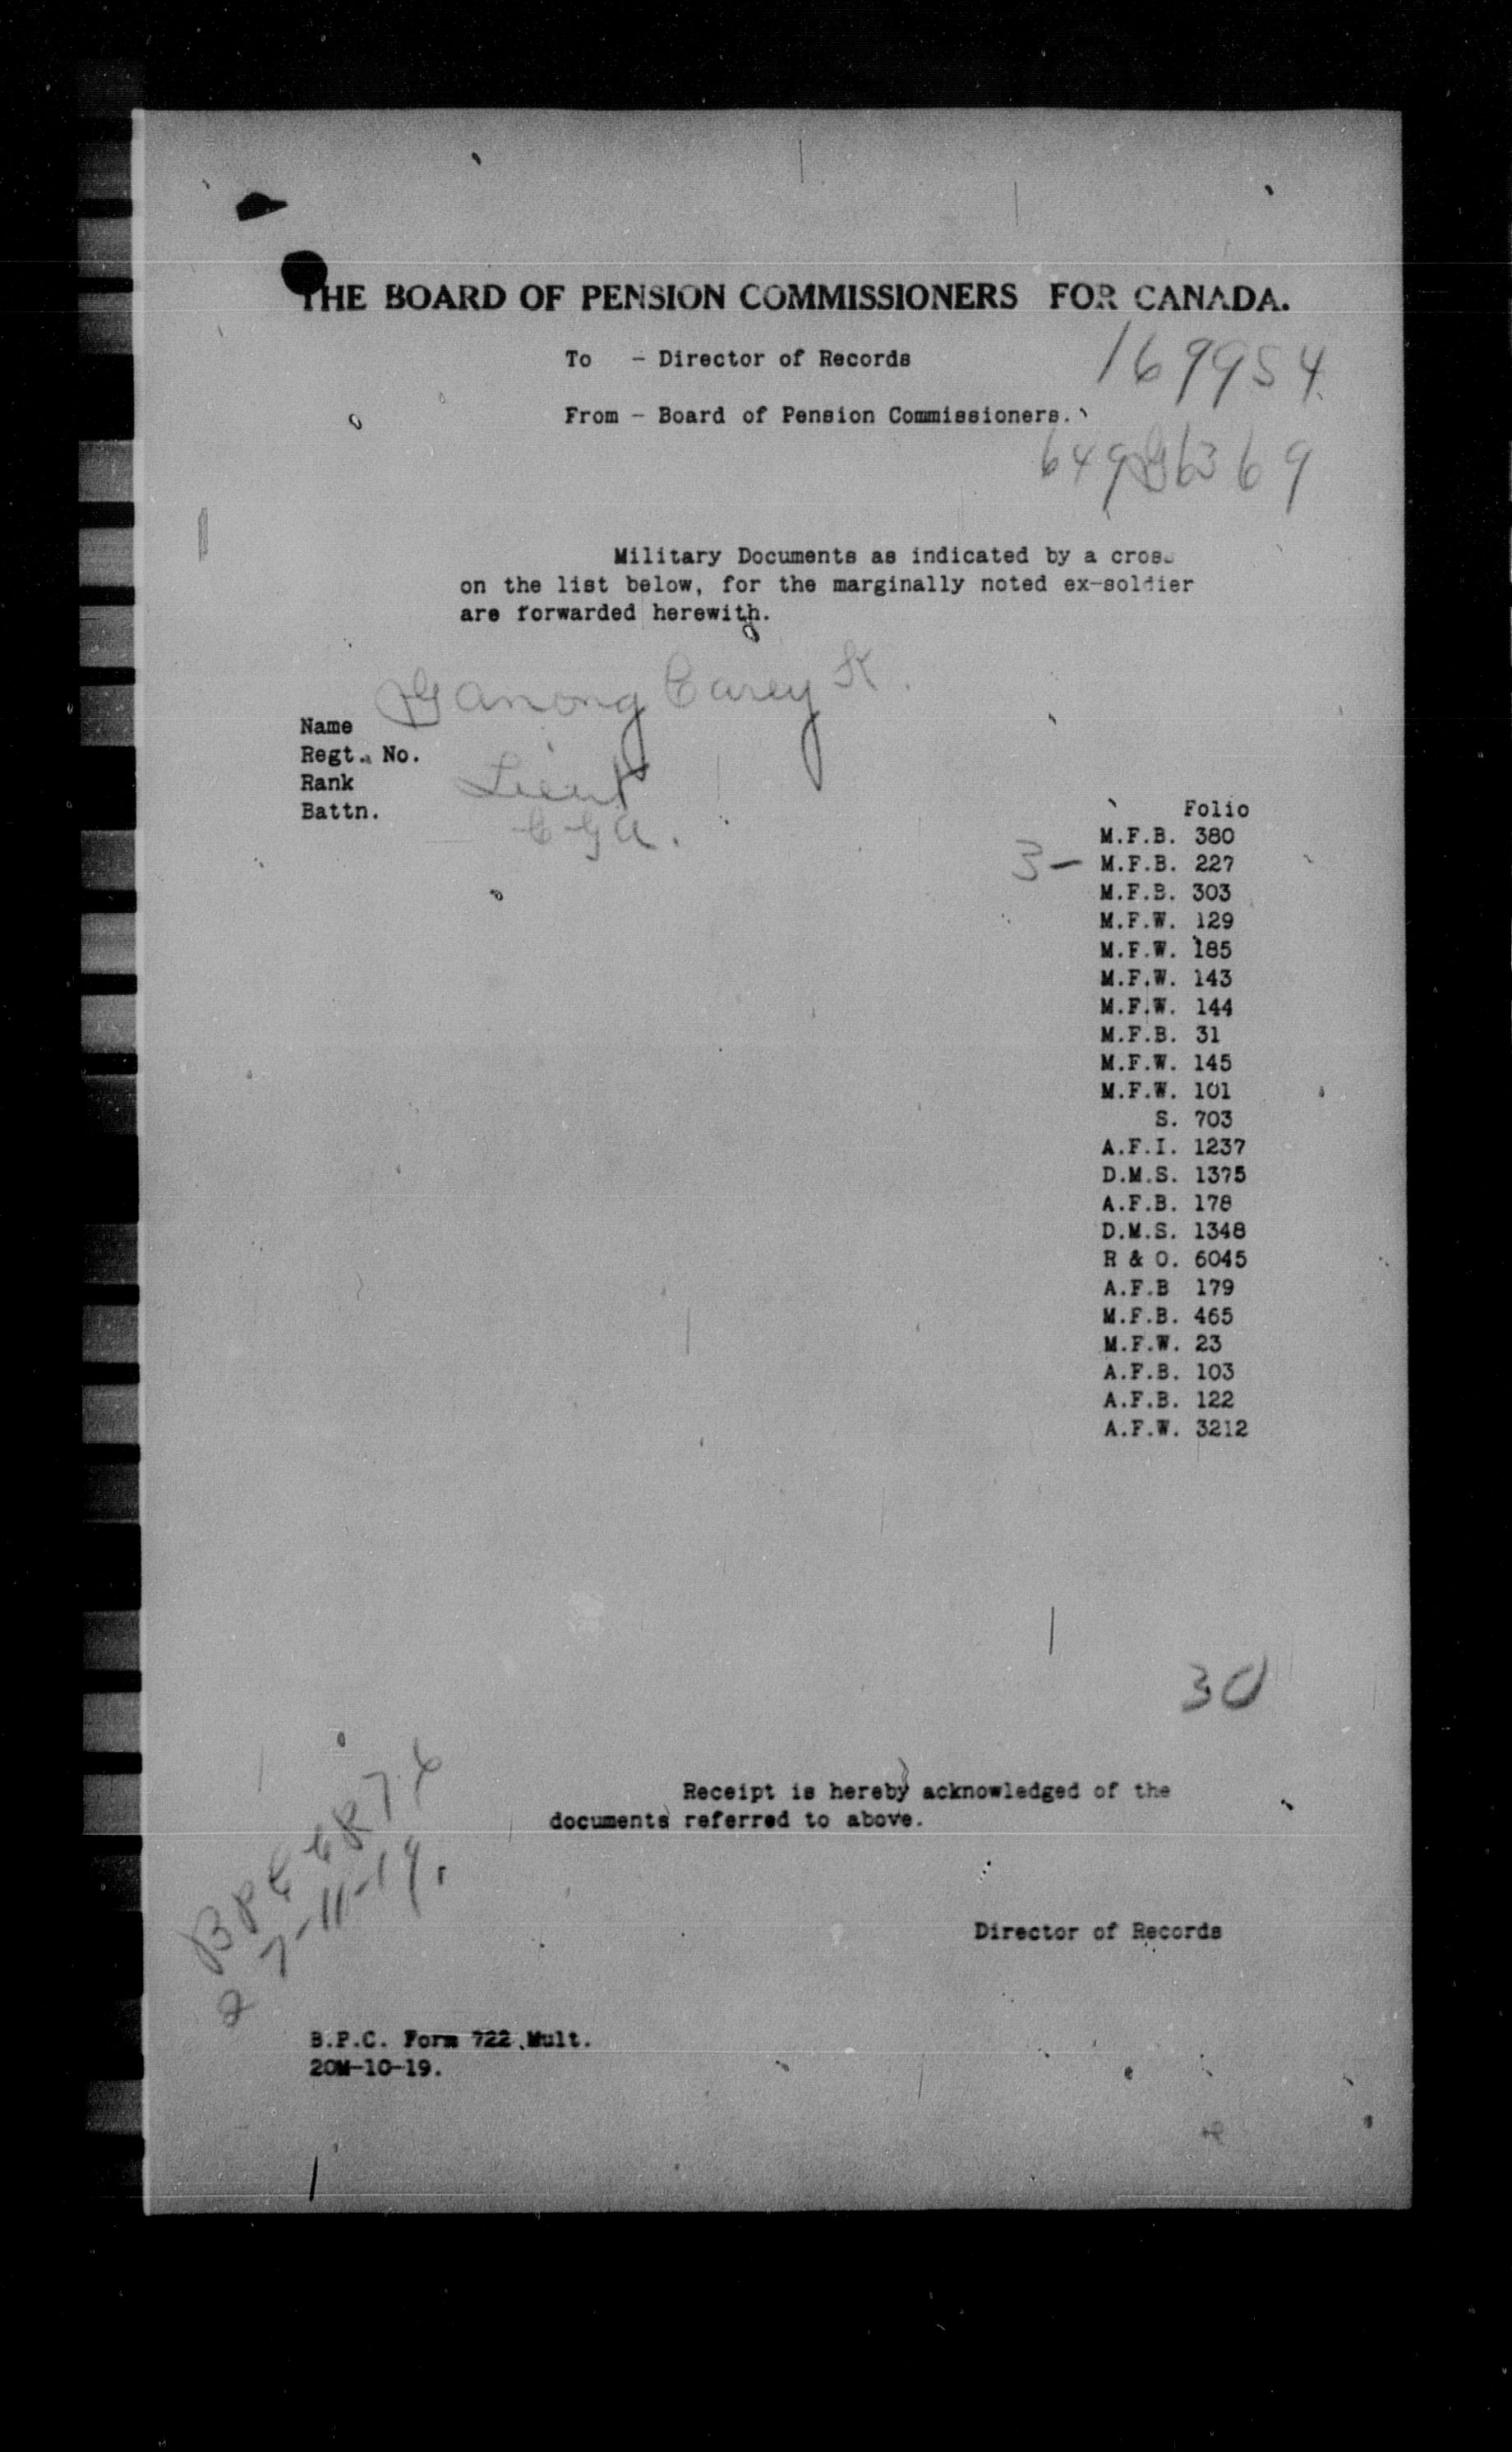 THE BOARD OF PENSION COMMISSIONERS FOR CANADA.
To - Director of Records
169954
From - Board of Pension Commissioners.
Military Documents as indicated by a cross
on the list below, for the marginally noted ex-soldier
are forwarded herewith.
Ganong Carey K.
Name
Regt. No.
Rank Lieut
Battn. C G A.
Folio
M.F.B. 380
3 - M.F.B. 227
M.F.B. 303
M.F.W. 129
M.F.W. 185
M.F.W. 143
M.F.W. 144
M.F.B. 31
M.F.W. 145
M.F.W. 101
S. 703
A.F.I. 1237
D.M.S. 1375
A.F.B. 178
D.M.S. 1348
R & O. 6045
A.F.B 179
M.F.B. 465
M.F.W. 23
A.F.B. 103
A.F.B. 122
A.F.W. 3212
30
Receipt is hereby acknowledged of the
documents referred to above.
27-11-19.
Director of Records
B.P.C. Form 722 Mult.
20M-10-19.